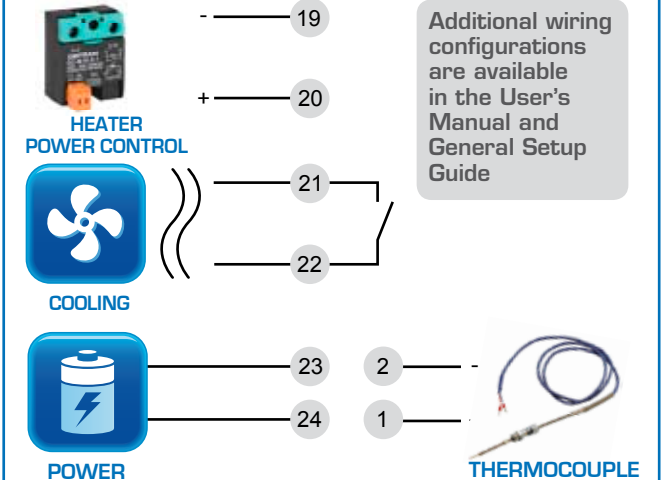 - 19
Additional wiring
configurations
are available
in the User's
Manual and
General Setup
Guide
+ 20
HEATER
POWER CONTROL
21
22
COOLING
23 2 -
24 1
POWER
THERMOCOUPLE